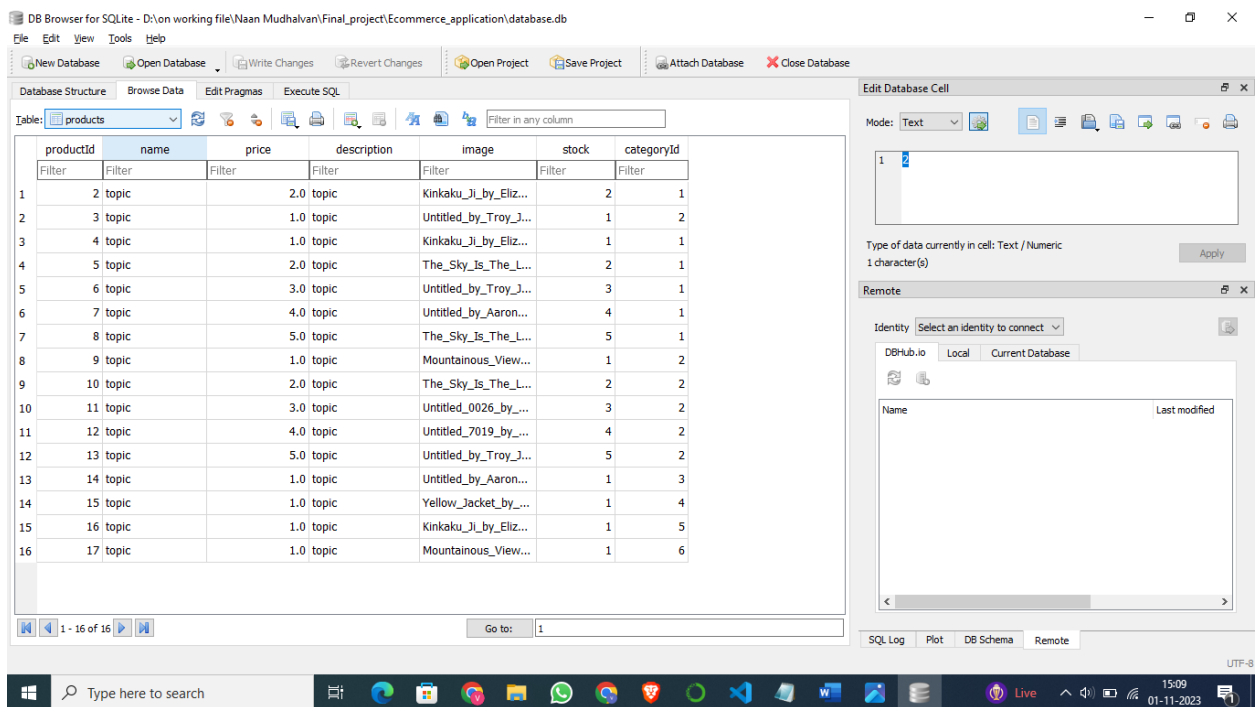 DB Browser for SQLite - D:\on working file\Naan Mudhalvan\Final_project\Ecommerce_application\database.db
File Edit View Tools Help
New Database Open Database Write Changes Revert Changes Open Project Save Project Attach Database Close Database
Database Structure Browse Data Edit Pragmas Execute SQL
Table: products Filter in any column
productId name price description image stock categoryId
Filter Filter Filter Filter Filter Filter Filter
1 2 topic 2.0 topic Kinkaku_Ji_by_Eliz... 2 1
2 3 topic 1.0 topic Untitled_by_Troy_J... 1 2
3 4 topic 1.0 topic Kinkaku_Ji_by_Eliz... 1 1
4 5 topic 2.0 topic The_Sky_Is_The_L... 2 1
5 6 topic 3.0 topic Untitled_by_Troy_J... 3 1
6 7 topic 4.0 topic Untitled_by_Aaron... 4 1
7 8 topic 5.0 topic The_Sky_Is_The_L... 5 1
8 9 topic 1.0 topic Mountainous_View... 1 2
9 10 topic 2.0 topic The_Sky_Is_The_L... 2 2
10 11 topic 3.0 topic Untitled_0026_by_... 3 2
11 12 topic 4.0 topic Untitled_7019_by_... 4 2
12 13 topic 5.0 topic Untitled_by_Troy_J... 5 2
13 14 topic 1.0 topic Untitled_by_Aaron... 1 3
14 15 topic 1.0 topic Yellow_Jacket_by_... 1 4
15 16 topic 1.0 topic Kinkaku_Ji_by_Eliz... 1 5
16 17 topic 1.0 topic Mountainous_View... 1 6
1 - 16 of 16 Go to: 1
Edit Database Cell
Mode: Text
1 2
Type of data currently in cell: Text / Numeric
1 character(s)
Apply
Remote
Identity Select an identity to connect
DBHub.io Local Current Database
Name Last modified
SQL Log Plot DB Schema Remote
UTF-8
Type here to search
Live
15:09
01-11-2023
1